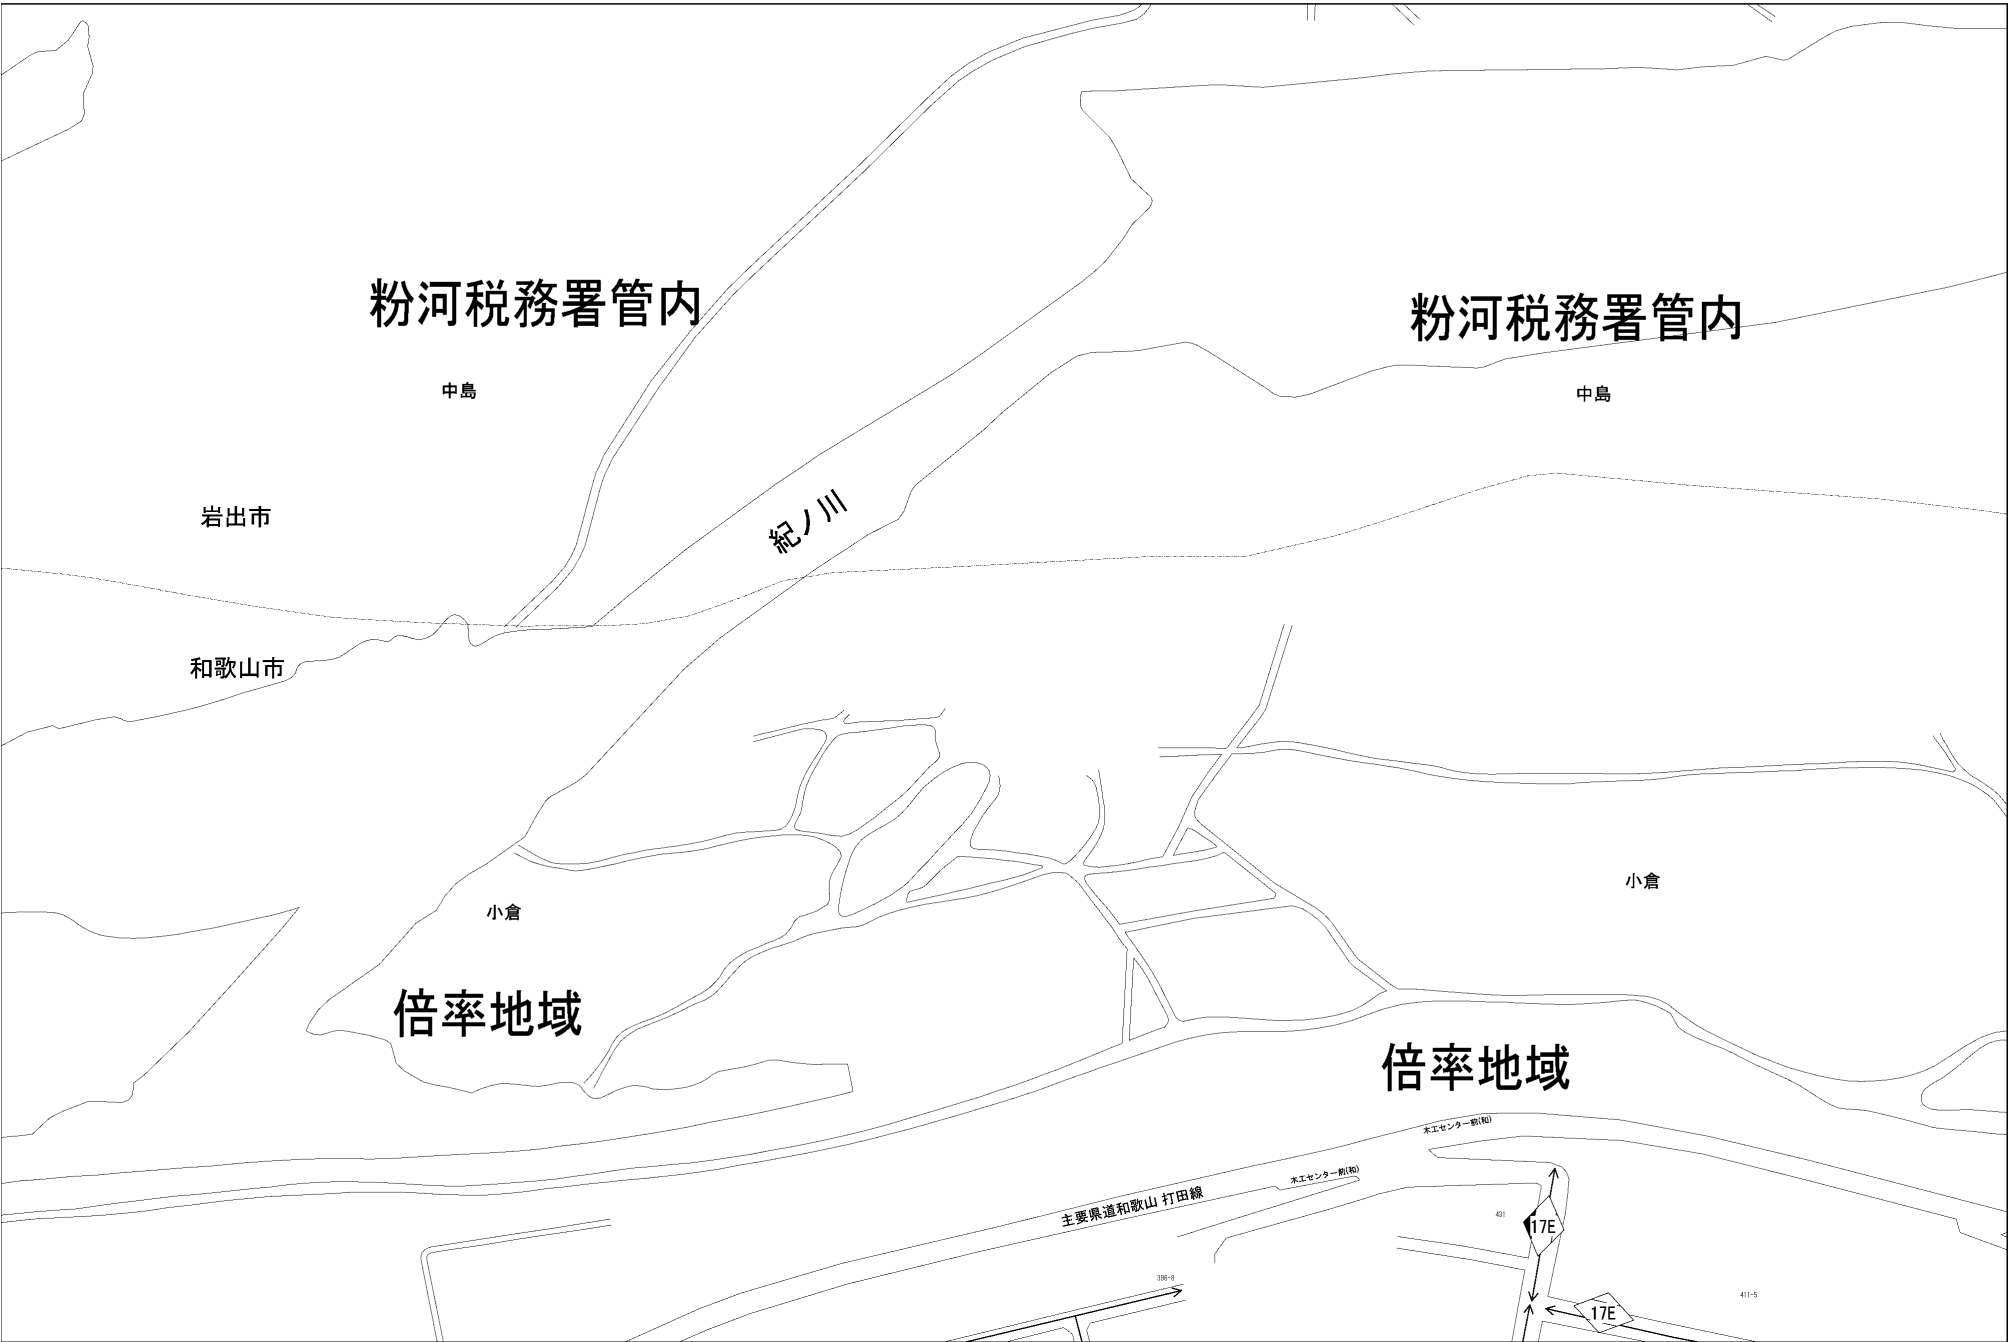 粉河税務署管内
粉河税務署管内
中島
中島
紀ノ川
岩出市
和歌山市
小倉
小倉
倍率地域
倍率地域
木工センター前(和)
木工センター前(和)
主要県道和歌山 打田線
431
17E
396-8
411-5
17E